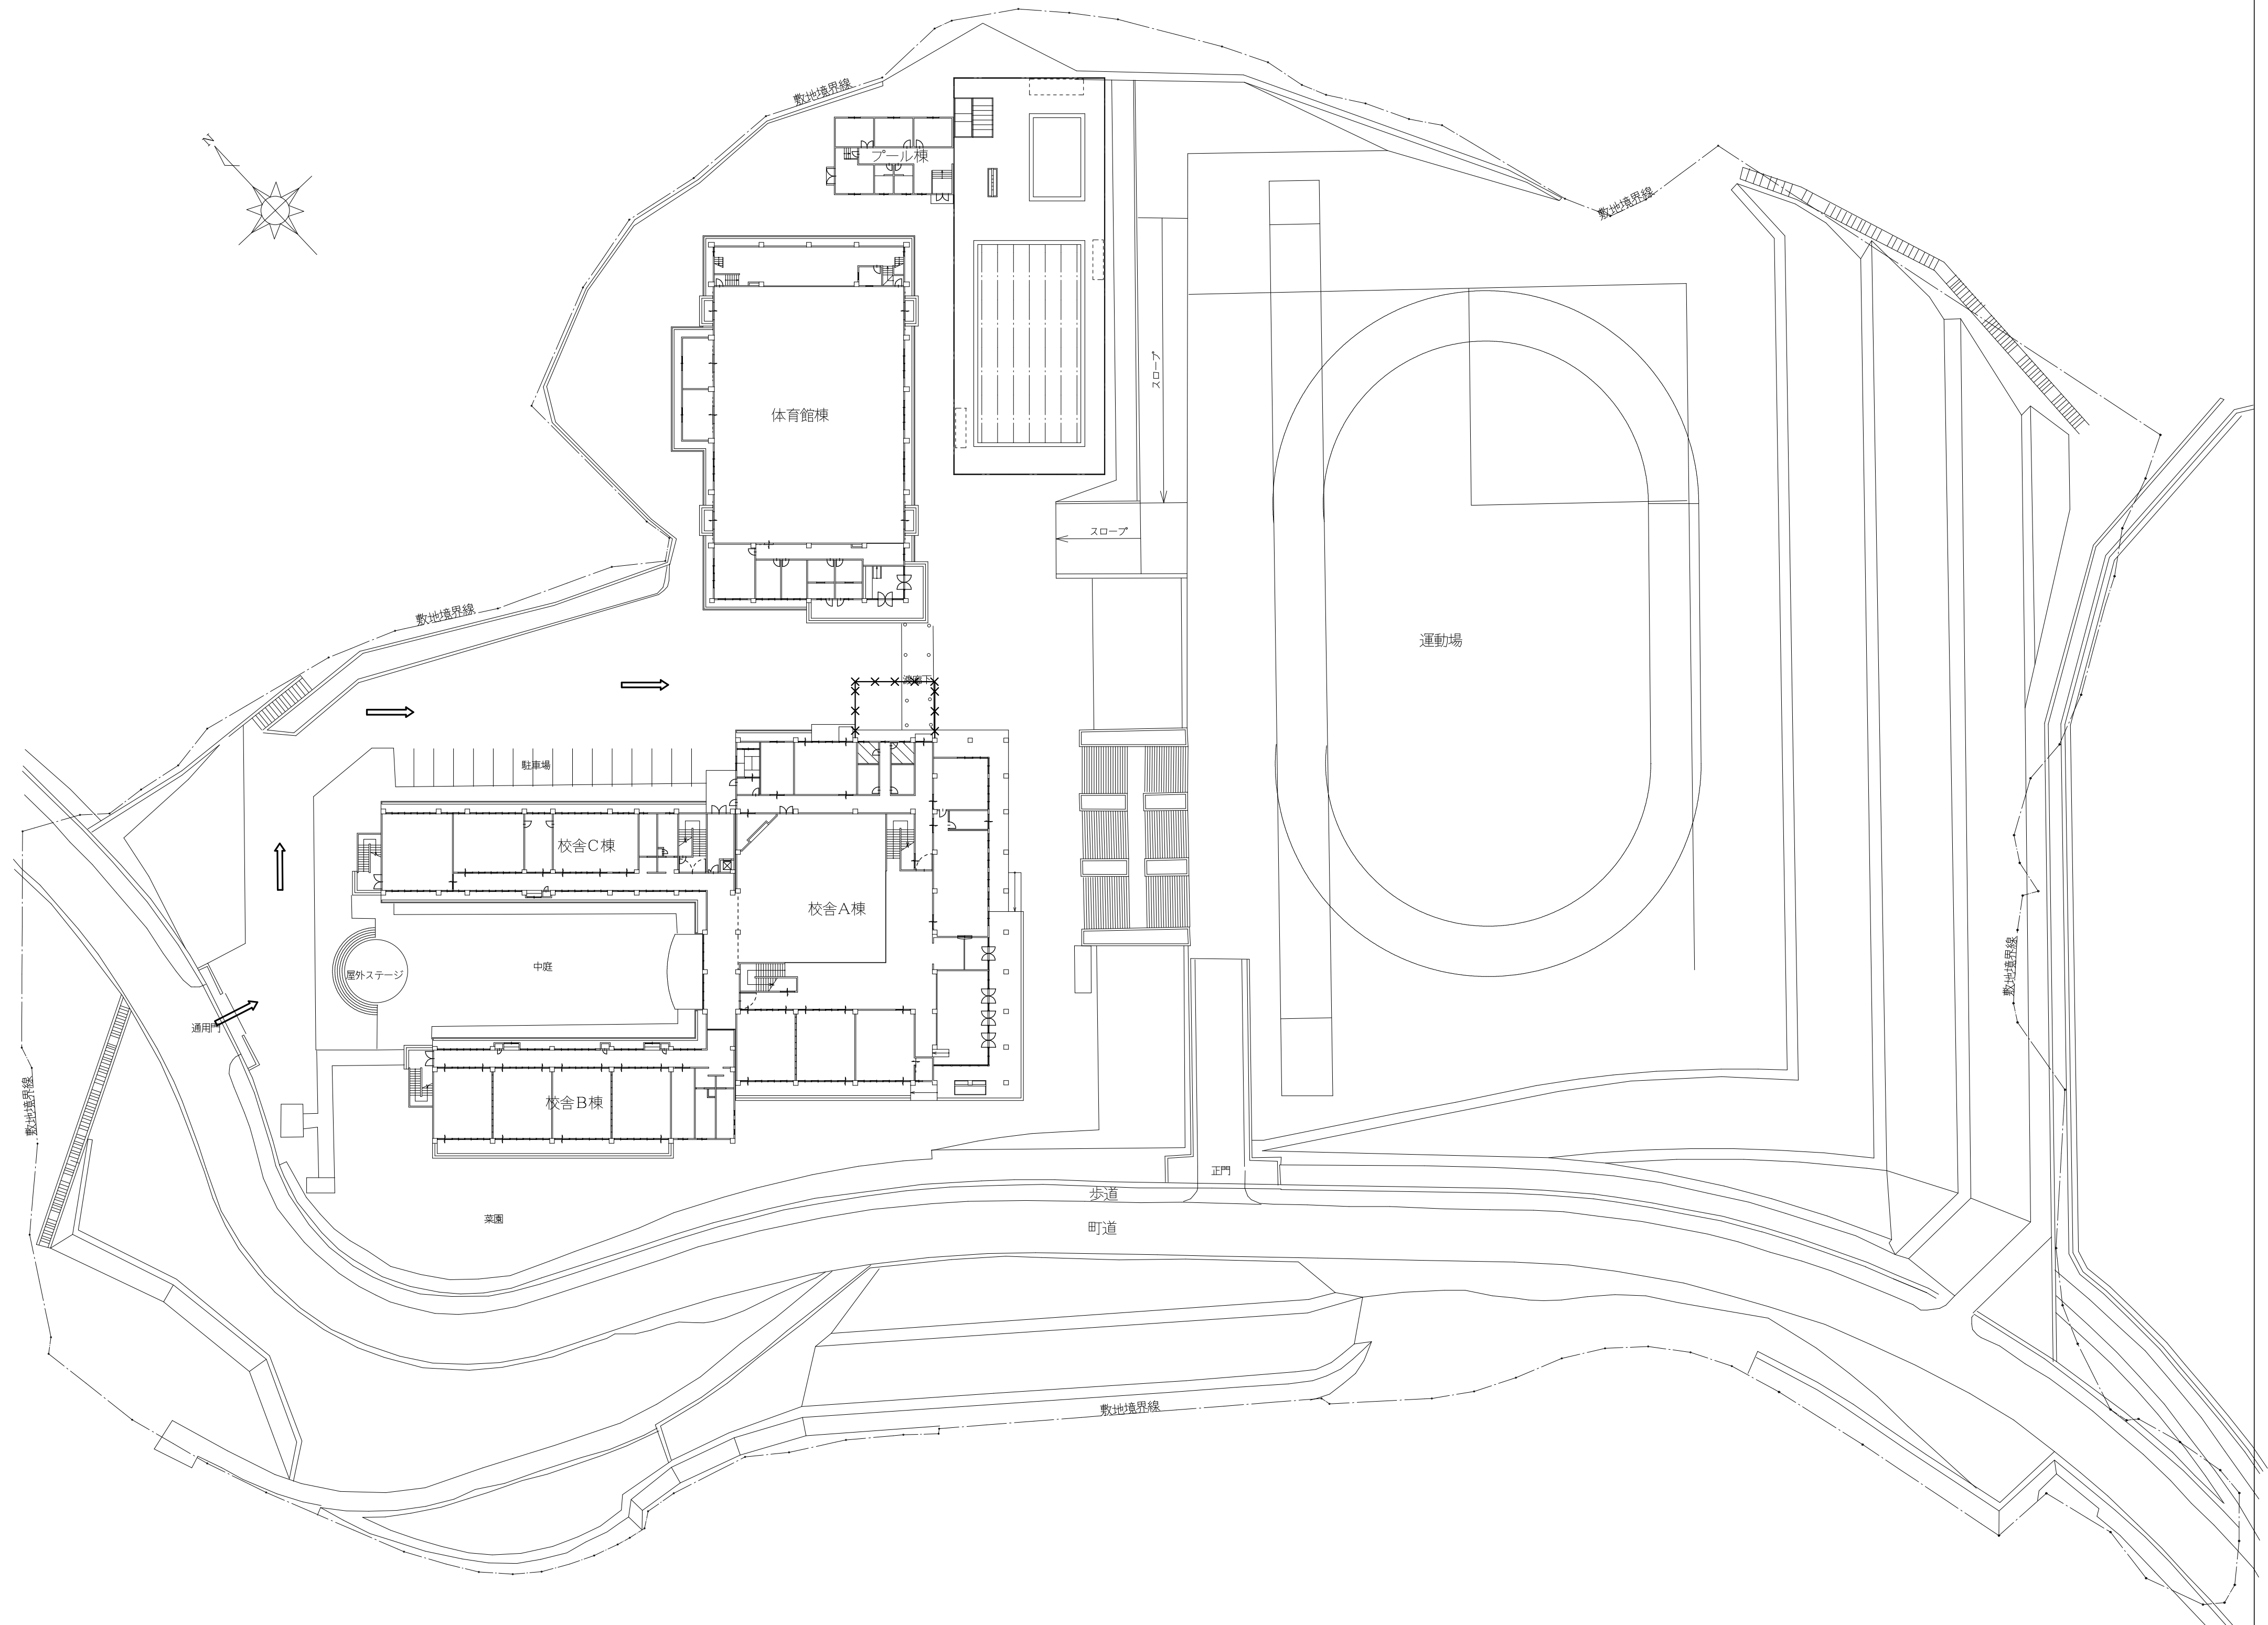 敷地境界線
N
プール棟
敷地境界線
スロープ
体育館棟
スロープ
敷地境界線
運動場
渡廊下
駐車場
校舎C棟
校舎A棟
中庭
屋外ステージ
敷地境界線
通用門
敷地境界線
校舎B棟
正門
歩道
菜園
町道
敷地境界線